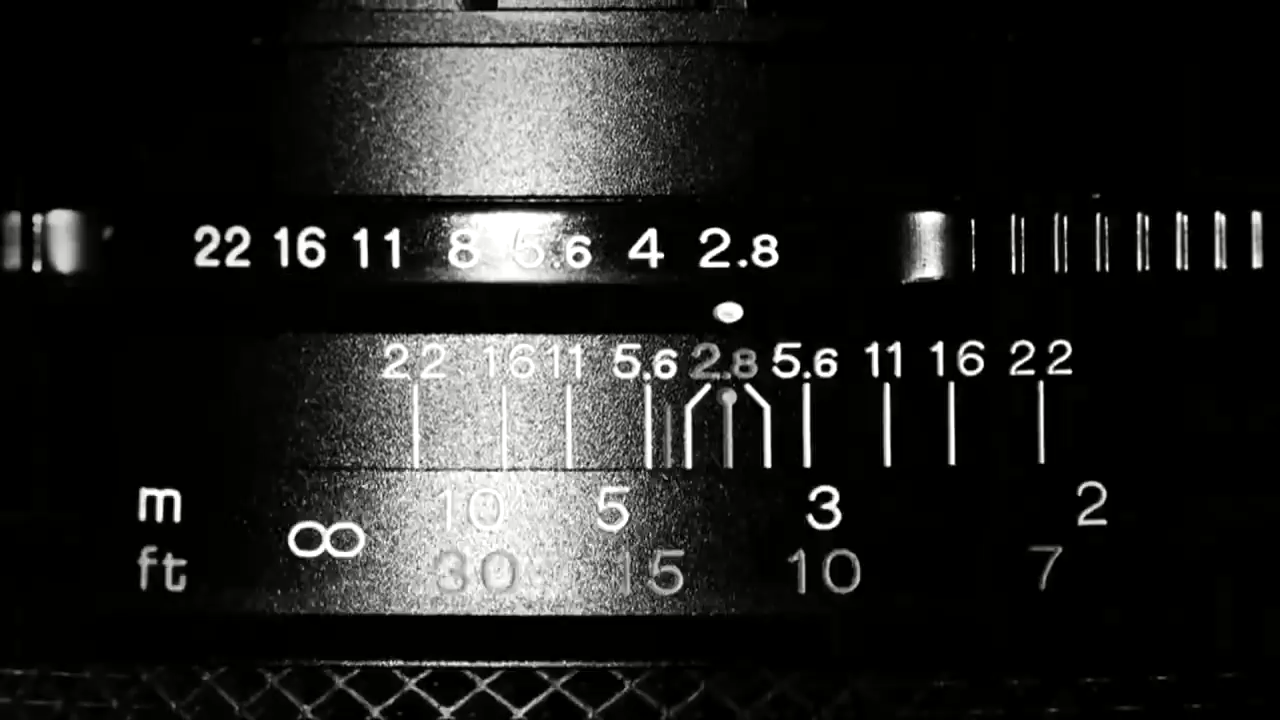 22 16 11 8 5.6 4 2.8
22 16 11 5.6 2.8 5.6 11 16 22
m ∞ 10 5 3 2
ft 30 15 10 7